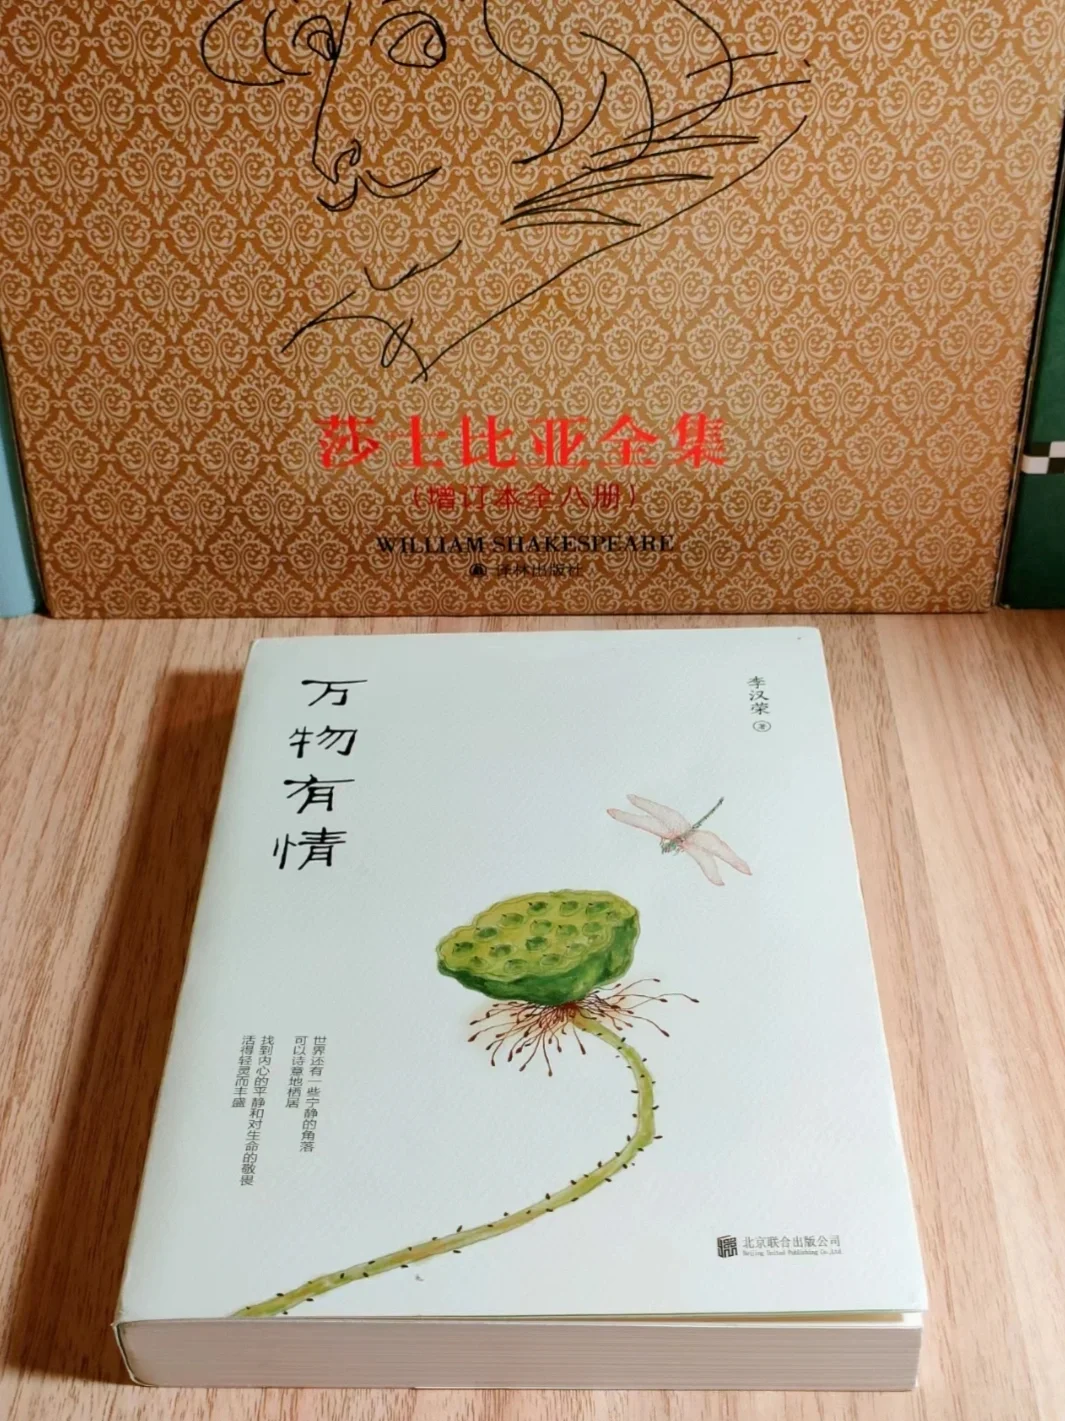 莎士比亚全集
（增订本全八册）
WILLIAM SHAKESPEARE
译林出版社
万物有情
李汉荣 著
世界还有一些宁静的角落
可以诗意地栖居
找到内心的平静和对生命的敬畏
活得轻灵而丰盛
北京联合出版公司
Beijing United Publishing Co.,Ltd.